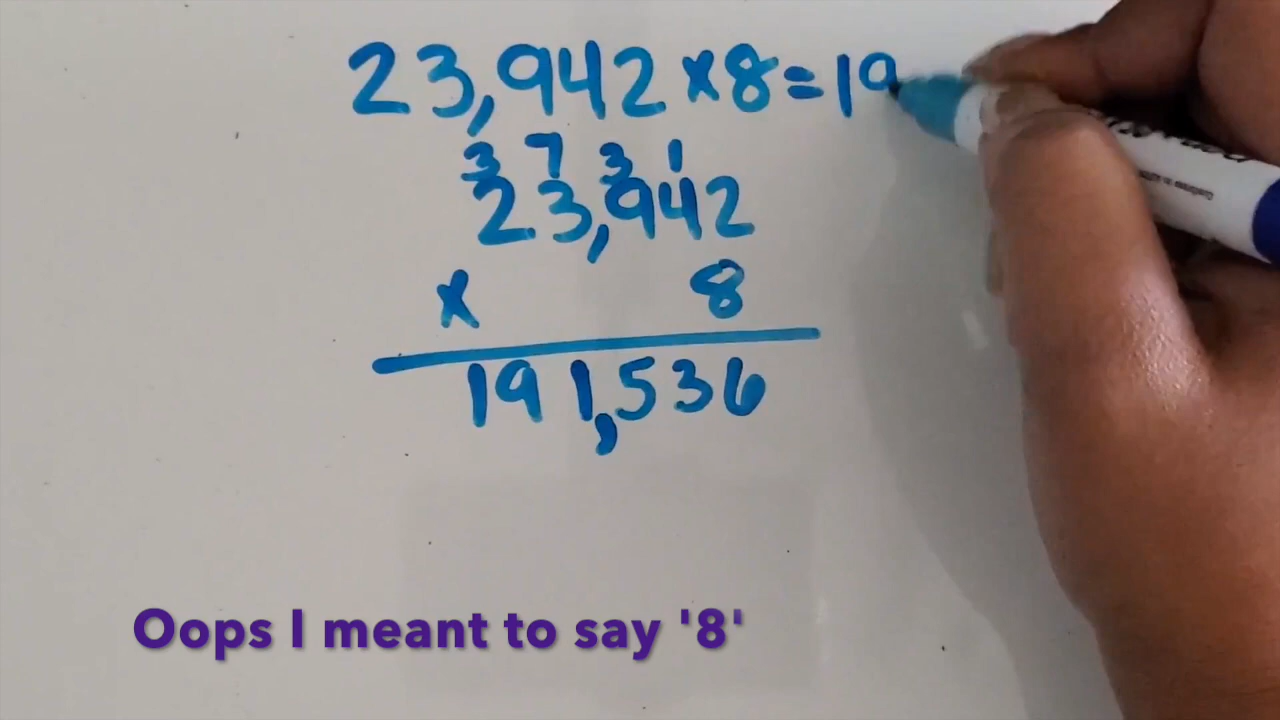 23,942 x 8 = 19
3 7 3 1
23,942
x 8
191,536
Oops I meant to say '8'